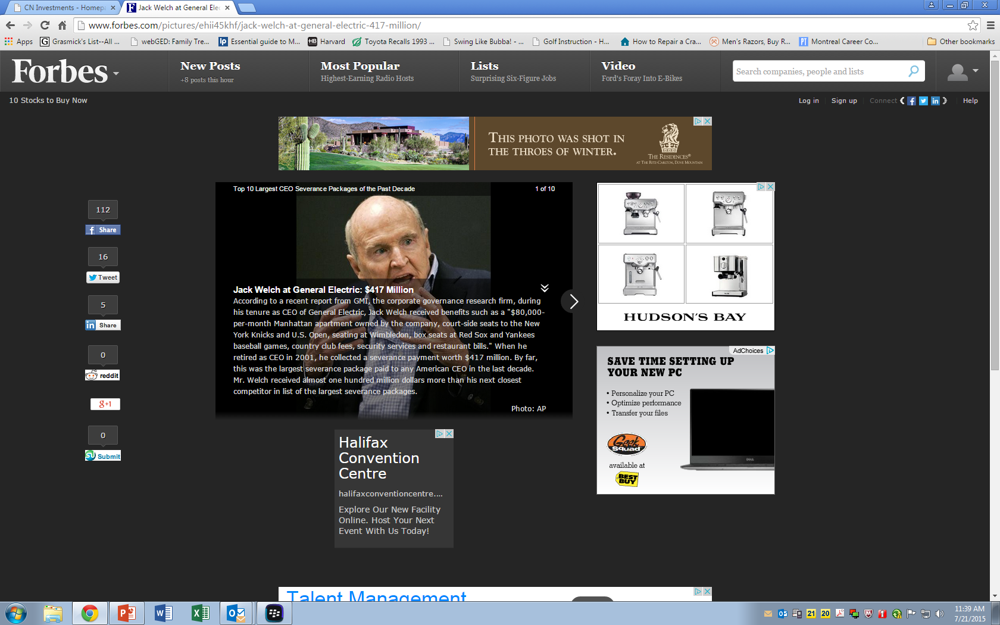 CN Investments - Homep
Jack Welch at General Ele
www.forbes.com/pictures/ehii45khf/jack-welch-at-general-electric-417-million/
Apps
Grasmick's List--All ...
webGED: Family Tre...
Essential guide to M...
Harvard
Toyota Recalls 1993 ...
Swing Like Bubba! - ...
Golf Instruction - H...
How to Repair a Cra...
Men's Razors, Buy R...
Montreal Career Co...
Other bookmarks
Forbes
New Posts
+8 posts this hour
Most Popular
Highest-Earning Radio Hosts
Lists
Surprising Six-Figure Jobs
Video
Ford's Foray Into E-Bikes
Search companies, people and lists
10 Stocks to Buy Now
Log in
Sign up
Connect
Help
THIS PHOTO WAS SHOT IN
THE THROES OF WINTER.
THE RESIDENCES®
AT THE RITZ-CARLTON, DOVE MOUNTAIN
112
Share
16
Tweet
5
Share
0
reddit
g+1
0
Submit
Top 10 Largest CEO Severance Packages of the Past Decade
1 of 10
Jack Welch at General Electric: $417 Million
According to a recent report from GMI, the corporate governance research firm, during
his tenure as CEO of General Electric, Jack Welch received benefits such as a "$80,000-
per-month Manhattan apartment owned by the company, court-side seats to the New
York Knicks and U.S. Open, seating at Wimbledon, box seats at Red Sox and Yankees
baseball games, country club fees, security services and restaurant bills." When he
retired as CEO in 2001, he collected a severance payment worth $417 million. By far,
this was the largest severance package paid to any American CEO in the last decade.
Mr. Welch received almost one hundred million dollars more than his next closest
competitor in list of the largest severance packages.
Photo: AP
HUDSON'S BAY
AdChoices
SAVE TIME SETTING UP
YOUR NEW PC
• Personalize your PC
• Optimize performance
• Transfer your files
Geek
Squad
available at
BEST
BUY
DELL
Halifax
Convention
Centre
halifaxconventioncentre....
Explore Our New Facility
Online. Host Your Next
Event With Us Today!
Talent Management
21
20
11:39 AM
7/21/2015